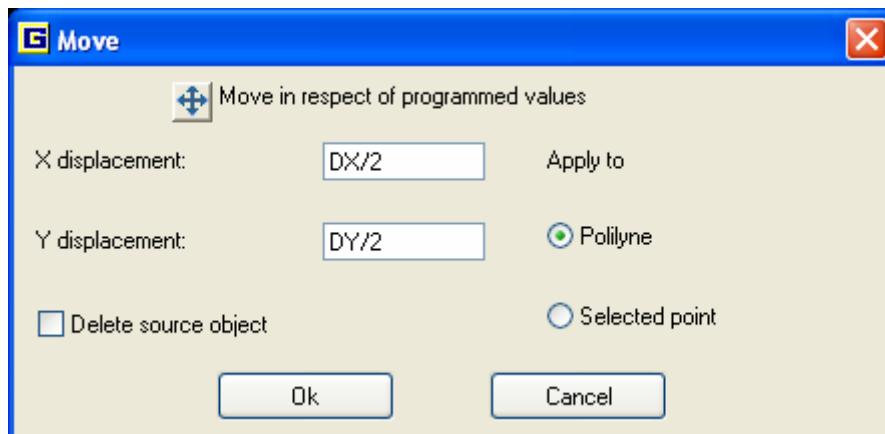 G Move
Move in respect of programmed values
X displacement: DX/2 Apply to
Y displacement: DY/2 Polilyne
Delete source object Selected point
Ok Cancel